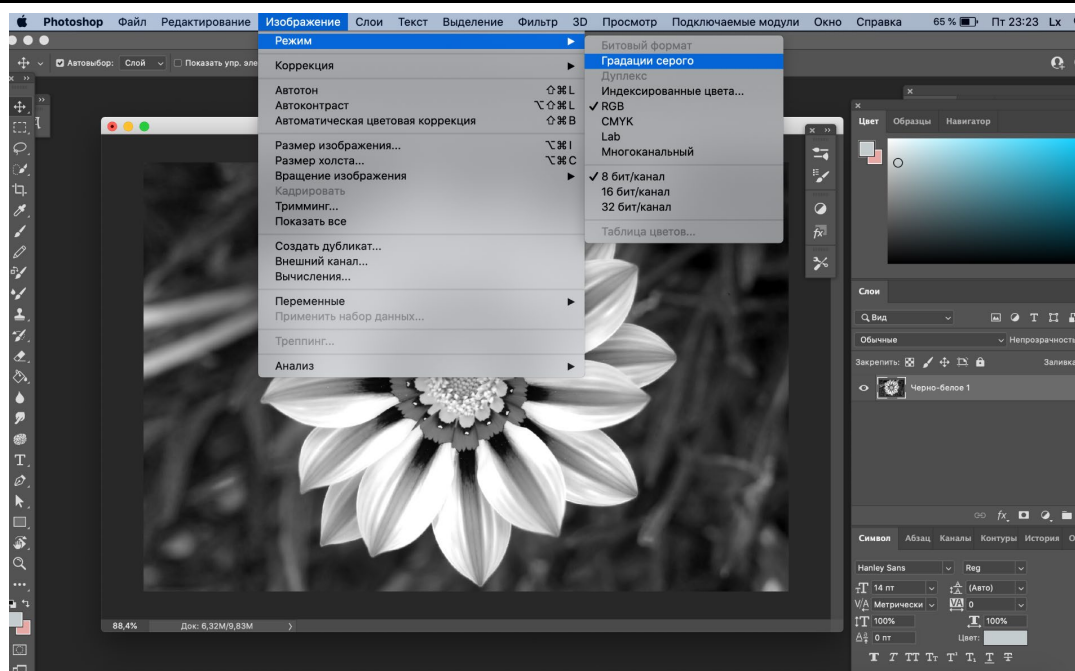 Photoshop Файл Редактирование Изображение Слои Текст Выделение Фильтр 3D Просмотр Подключаемые модули Окно Справка 65 % Пт 23:23 Lx
Автовыбор: Слой Показать упр. эле
Режим
Коррекция
Автотон ⇧⌘L
Автоконтраст ⌥⇧⌘L
Автоматическая цветовая коррекция ⇧⌘B
Размер изображения... ⌥⌘I
Размер холста... ⌥⌘C
Вращение изображения
Кадрировать
Тримминг...
Показать все
Создать дубликат...
Внешний канал...
Вычисления...
Переменные
Применить набор данных...
Треппинг...
Анализ
Битовый формат
Градации серого
Дуплекс
Индексированные цвета...
✓ RGB
CMYK
Lab
Многоканальный
✓ 8 бит/канал
16 бит/канал
32 бит/канал
Таблица цветов...
Цвет Образцы Навигатор
Слои
Вид
Обычные Непрозрачность
Закрепить: Заливка
Черно-белое 1
fx
Символ Абзац Каналы Контуры История О
Hanley Sans Reg
14 пт (Авто)
Метрически 0
100% 100%
0 пт Цвет:
88,4% Док: 6,32M/9,83M